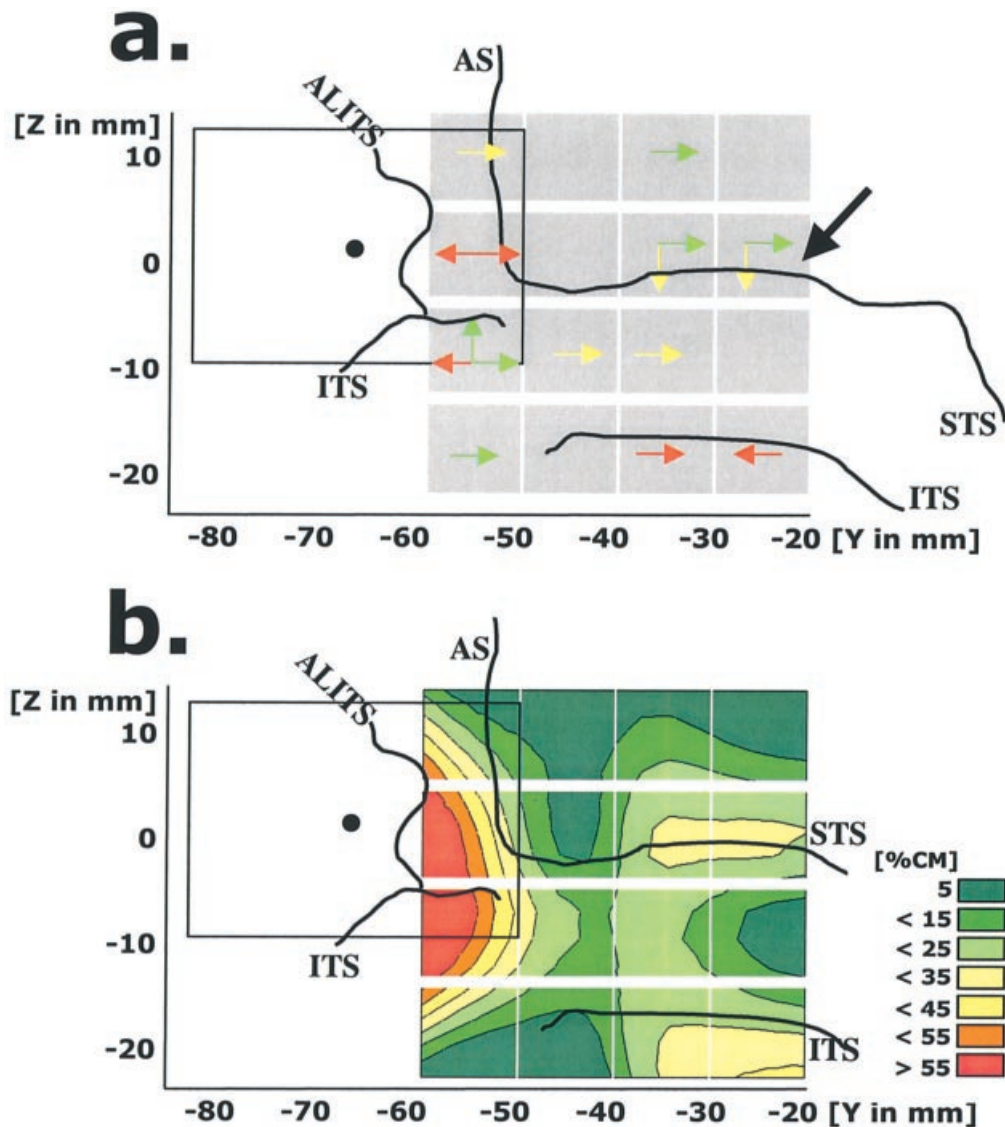 a.
AS
ALITS
[Z in mm]
10
0
-10
ITS
STS
-20
ITS
-80 -70 -60 -50 -40 -30 -20 [Y in mm]
b.
AS
ALITS
[Z in mm]
10
0
STS
[%CM]
5
< 15
-10
< 25
ITS
< 35
< 45
-20
ITS
< 55
> 55
-80 -70 -60 -50 -40 -30 -20
[Y in mm]